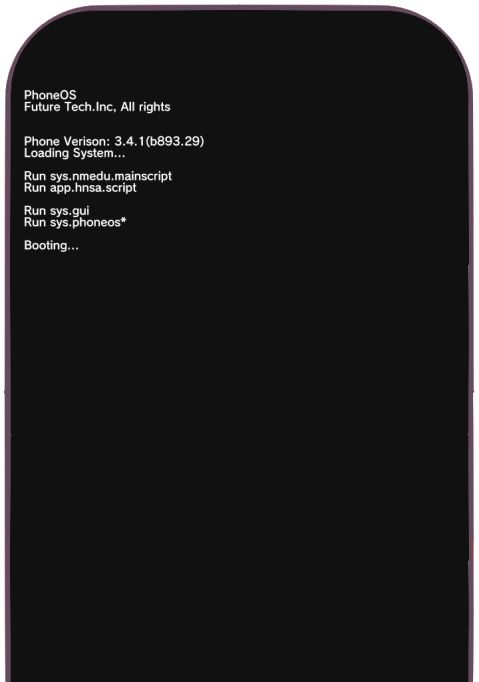 PhoneOS
Future Tech.Inc, All rights
Phone Verison: 3.4.1(b893.29)
Loading System...
Run sys.nmedu.mainscript
Run app.hnsa.script
Run sys.gui
Run sys.phoneos*
Booting...